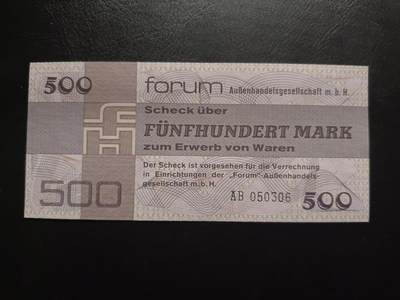 500 forum Außenhandelsgesellschaft m. b. H.
Scheck über
FÜNFHUNDERT MARK
zum Erwerb von Waren
Der Scheck ist vorgesehen für die Verrechnung
in Einrichtungen der „Forum"-Außenhandels-
gesellschaft m. b. H.
500 AB 050306 500